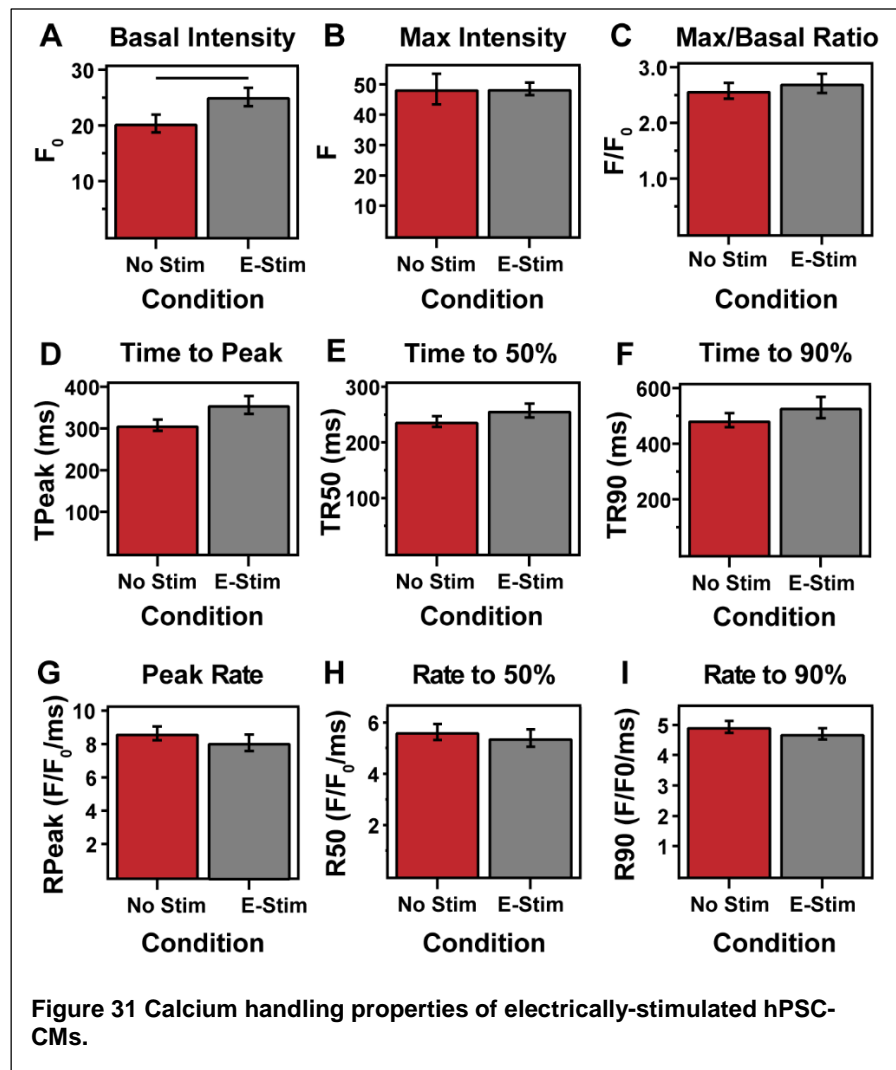 A Basal Intensity
30
20
10
F₀
No Stim E-Stim
Condition
B Max Intensity
50
40
30
20
10
F
No Stim E-Stim
Condition
C Max/Basal Ratio
3.0
2.0
1.0
F/F₀
No Stim E-Stim
Condition
D Time to Peak
400
300
200
100
TPeak (ms)
No Stim E-Stim
Condition
E Time to 50%
300
200
100
TR50 (ms)
No Stim E-Stim
Condition
F Time to 90%
600
400
200
TR90 (ms)
No Stim E-Stim
Condition
G Peak Rate
10
8
6
4
2
RPeak (F/F₀/ms)
No Stim E-Stim
Condition
H Rate to 50%
6
4
2
R50 (F/F₀/ms)
No Stim E-Stim
Condition
I Rate to 90%
5
4
3
2
1
R90 (F/F0/ms)
No Stim E-Stim
Condition
Figure 31 Calcium handling properties of electrically-stimulated hPSC-
CMs.